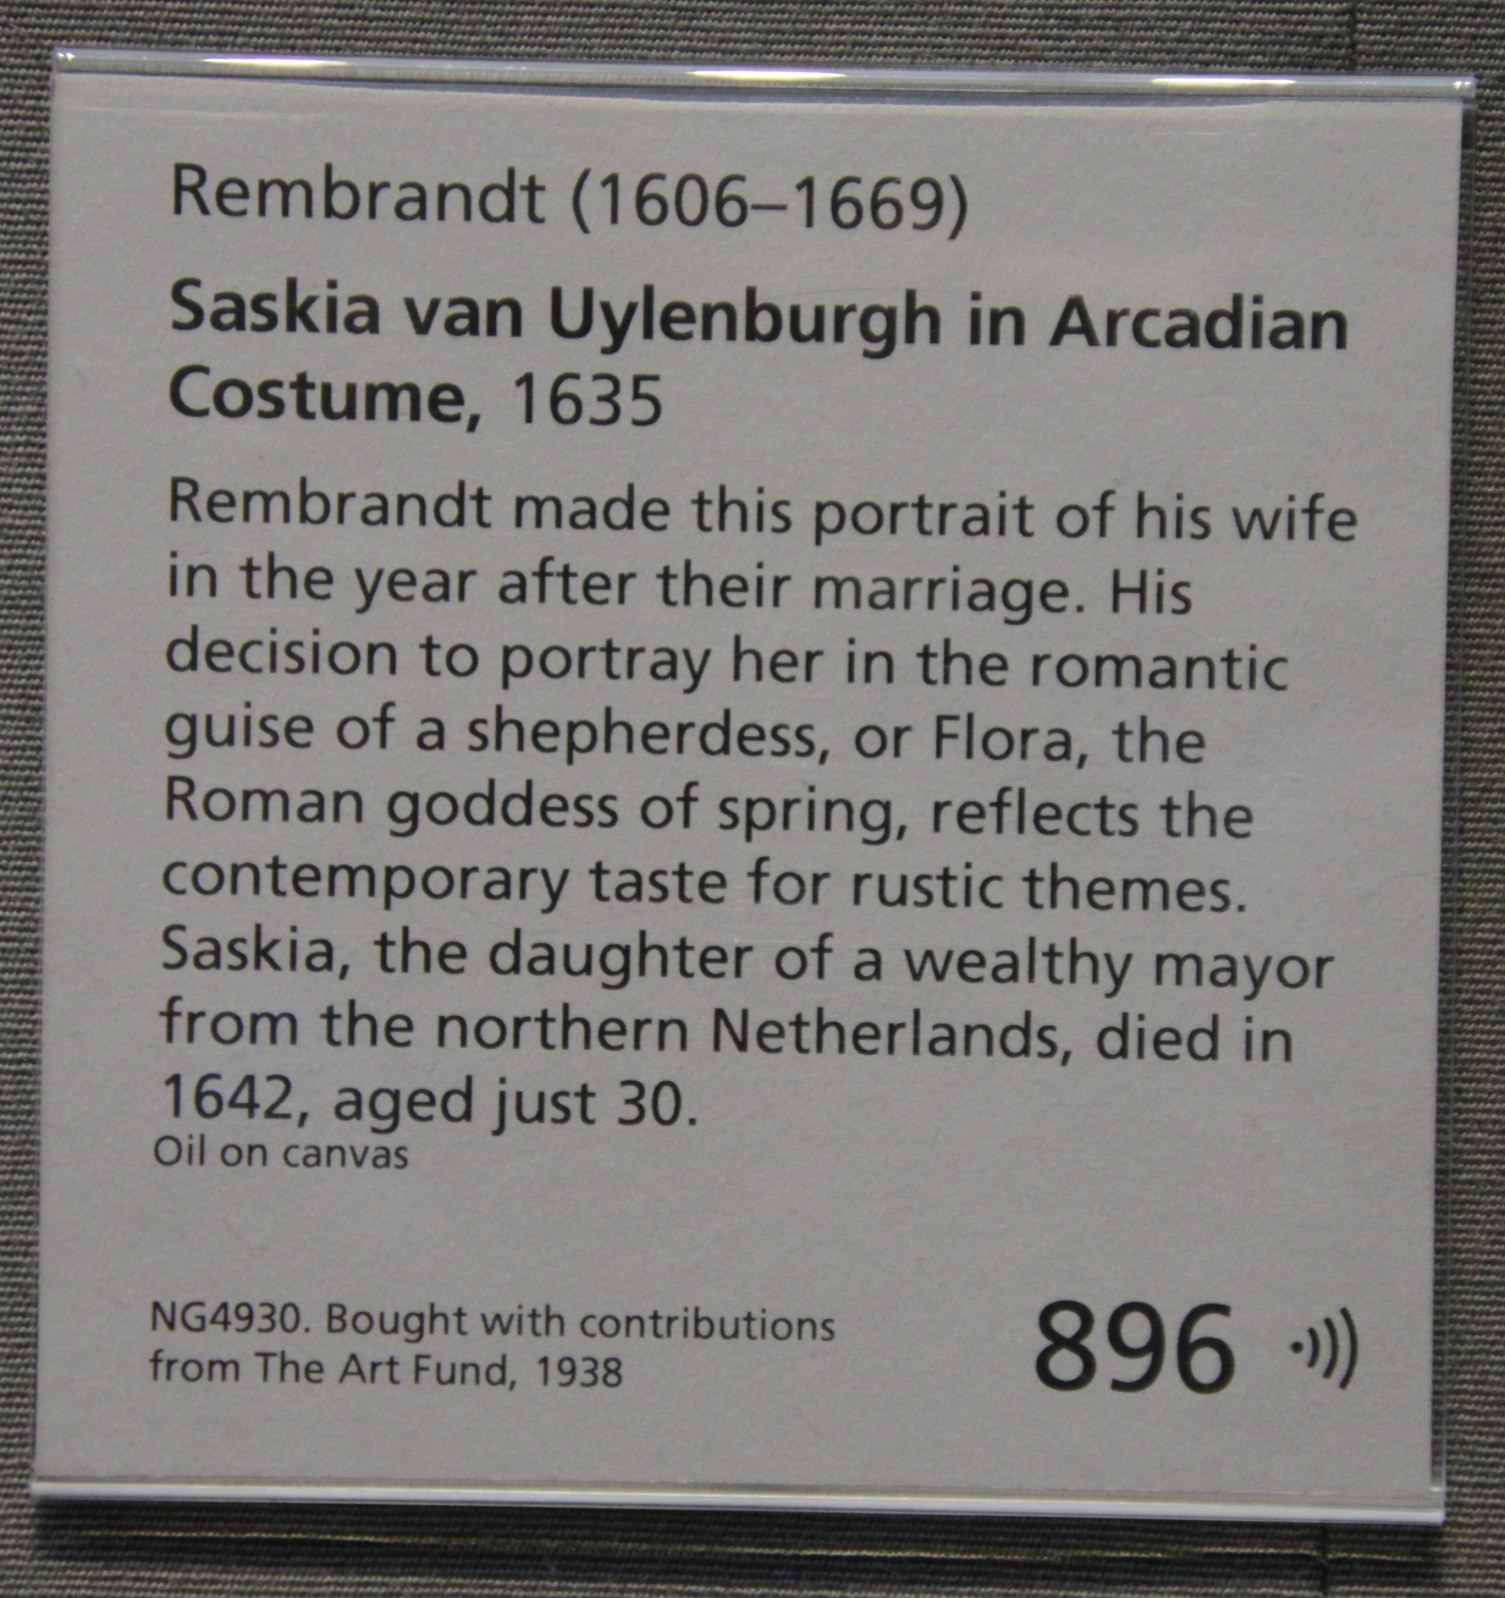 Rembrandt (1606–1669)
Saskia van Uylenburgh in Arcadian
Costume, 1635
Rembrandt made this portrait of his wife
in the year after their marriage. His
decision to portray her in the romantic
guise of a shepherdess, or Flora, the
Roman goddess of spring, reflects the
contemporary taste for rustic themes.
Saskia, the daughter of a wealthy mayor
from the northern Netherlands, died in
1642, aged just 30.
Oil on canvas
NG4930. Bought with contributions
from The Art Fund, 1938
896